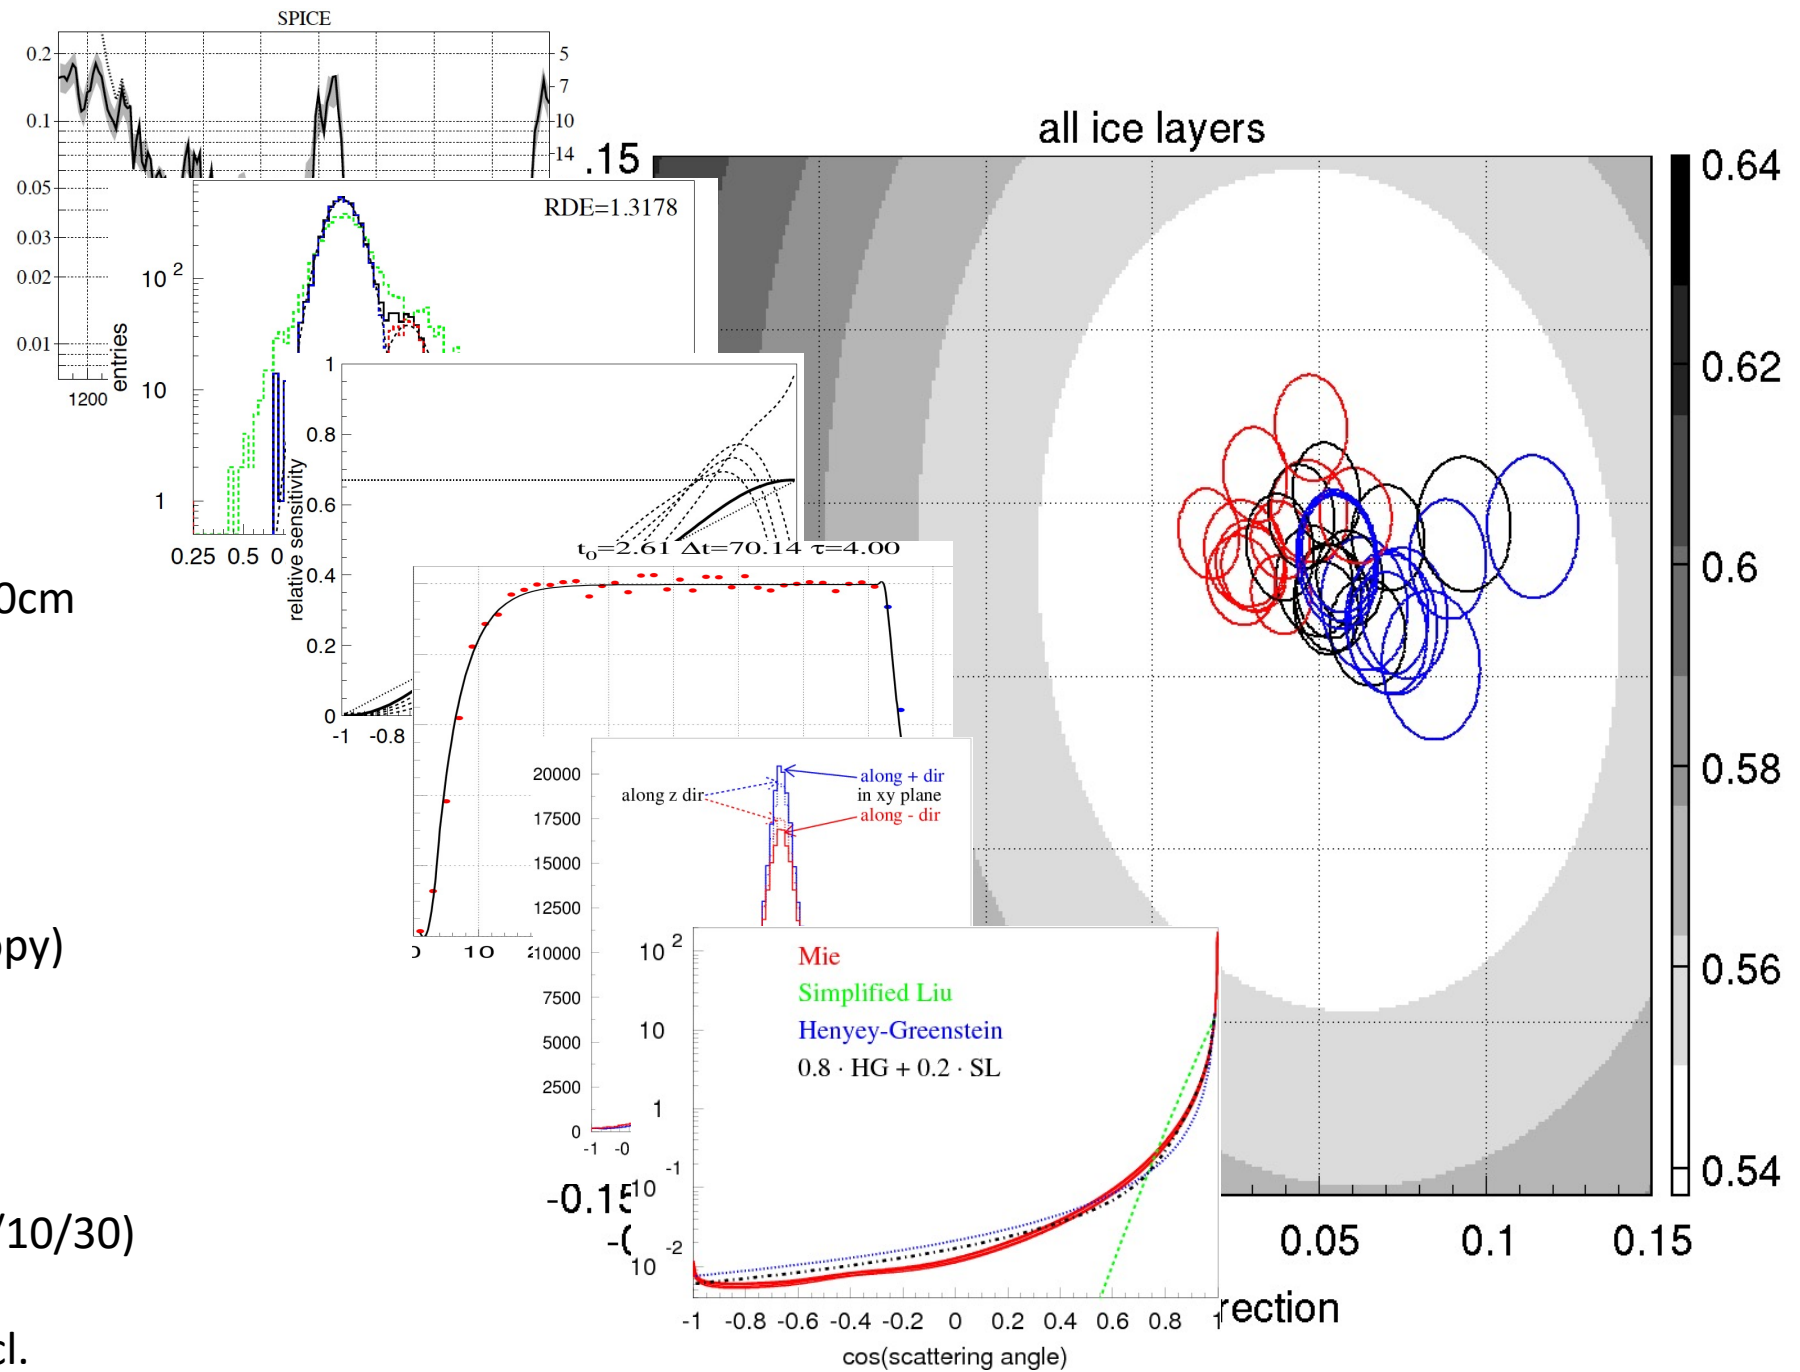 SPICE
0.2
0.1
0.05
0.03
0.02
0.01
1200
5
7
10
14
entries
RDE=1.3178
10 2
10
1
0.25 0.5 0
relative sensitivity
1
0.8
0.6
0.4
0.2
0
-1 -0.8
t0=2.61 Δt=70.14 τ=4.00
10
20000
17500
15000
12500
10000
7500
5000
2500
0
-1 -0
along z dir
along + dir
in xy plane
along - dir
Mie
Simplified Liu
Henyey-Greenstein
0.8 · HG + 0.2 · SL
10 2
10
1
10 -1
10 -2
-1 -0.8 -0.6 -0.4 -0.2 0 0.2 0.4 0.6 0.8 1
cos(scattering angle)
all ice layers
.15
-0.15
0.05 0.1 0.15
rection
0.64
0.62
0.6
0.58
0.56
0.54
0cm
opy)
/10/30)
cl.